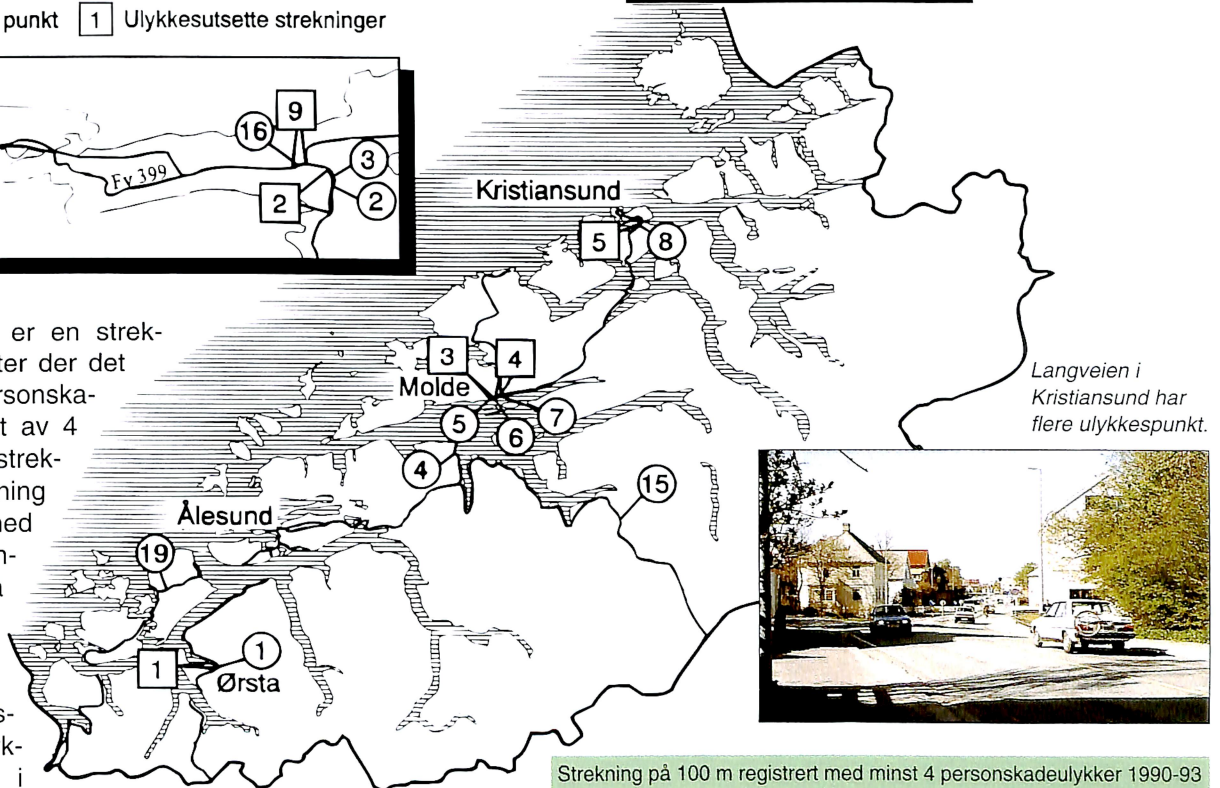 punkt 1 Ulykkesutsette strekninger
9
16
3
Fv 399
2
2
Kristiansund
5
8
er en strek-
ter der det
rsonska-
t av 4
strek-
ning
ned
n-
a
s-
k-
i
3
4
Molde
5
6
7
4
15
Ålesund
19
1
1
Ørsta
Langveien i
Kristiansund har
flere ulykkespunkt.
Strekning på 100 m registrert med minst 4 personskadeulykker 1990-93